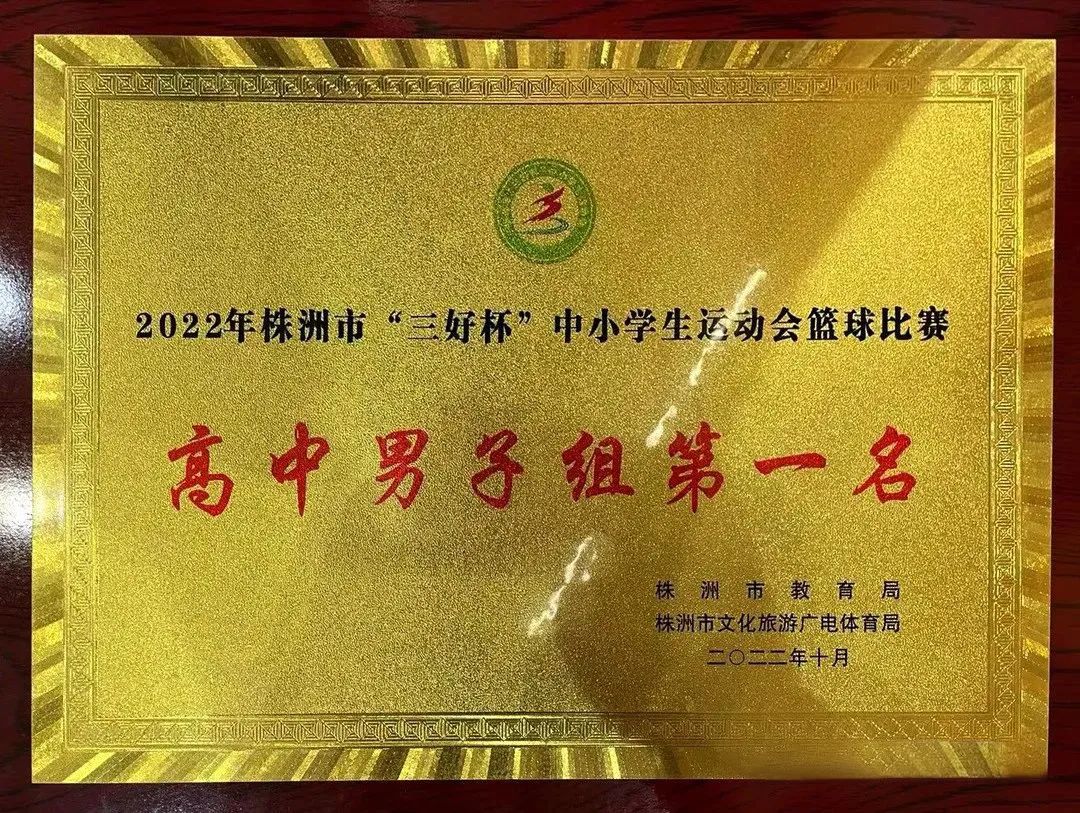 2022年株洲市“三好杯”中小学生运动会篮球比赛
高中男子组第一名
株洲市教育局
株洲市文化旅游广电体育局
二〇二二年十月